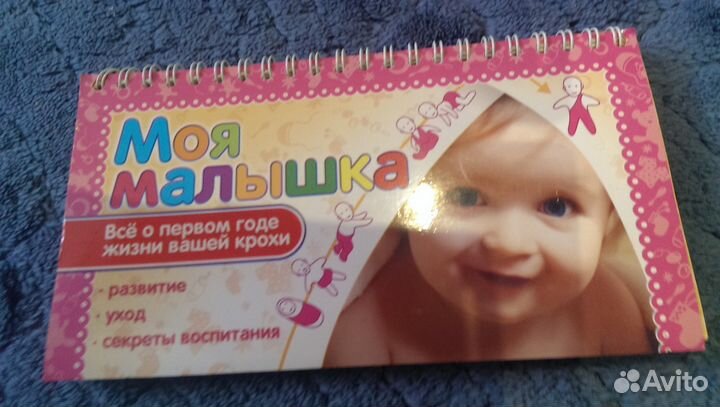 Моя
малышка
Всё о первом годе
жизни вашей крохи
· развитие
· уход
· секреты воспитания
Avito